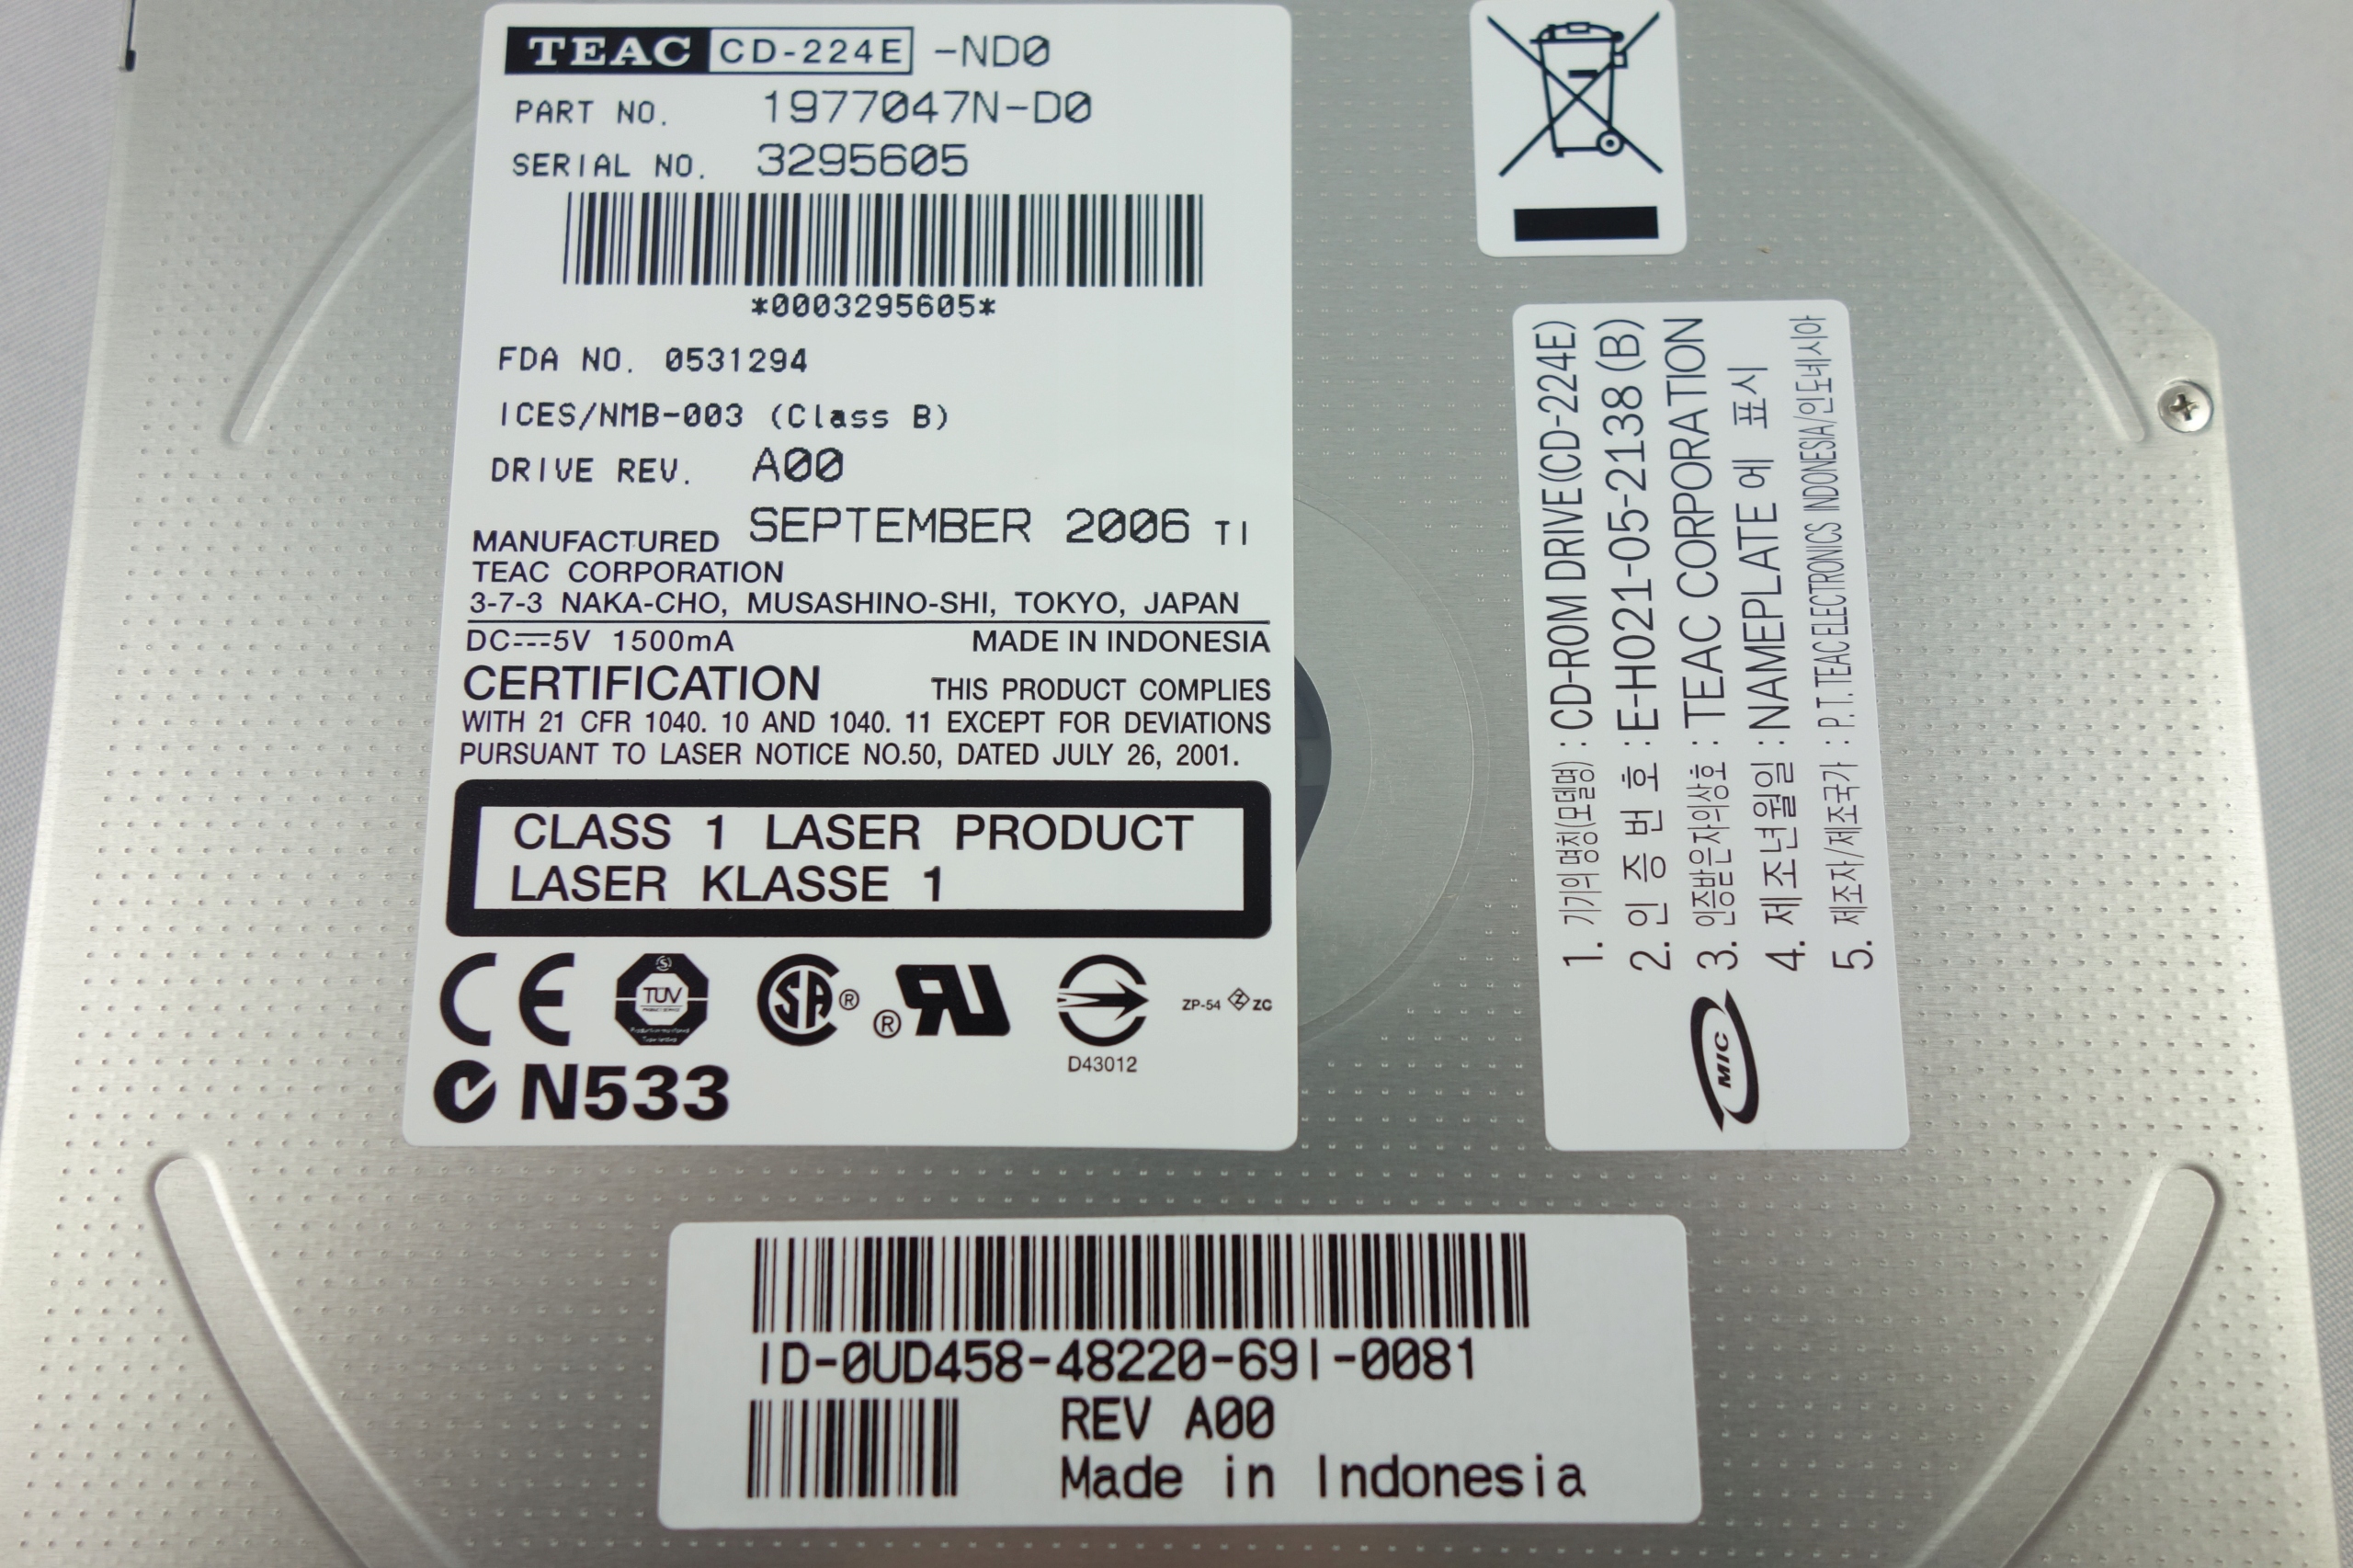 TEAC CD-224E -ND0
PART NO. 1977047N-D0
SERIAL NO. 3295605
*0003295605*
FDA NO. 0531294
ICES/NMB-003 (Class B)
DRIVE REV. A00
MANUFACTURED SEPTEMBER 2006 TI
TEAC CORPORATION
3-7-3 NAKA-CHO, MUSASHINO-SHI, TOKYO, JAPAN
DC⎓5V 1500mA MADE IN INDONESIA
CERTIFICATION THIS PRODUCT COMPLIES
WITH 21 CFR 1040. 10 AND 1040. 11 EXCEPT FOR DEVIATIONS
PURSUANT TO LASER NOTICE NO.50, DATED JULY 26, 2001.
CLASS 1 LASER PRODUCT
LASER KLASSE 1
CE TÜV SA® ®RU ZP-54 Z ZC
D43012
N533
1. 기기의 명칭(모델명) : CD-ROM DRIVE(CD-224E)
2. 인 증 번 호 : E-H021-05-2138 (B)
3. 인증받은자의상호 : TEAC CORPORATION
4. 제조년월일 : NAMEPLATE 에 표시
5. 제조자/제조국가 : P.T. TEAC ELECTRONICS INDONESIA/인도네시아
MIC
ID-0UD458-48220-69I-0081
REV A00
Made in Indonesia